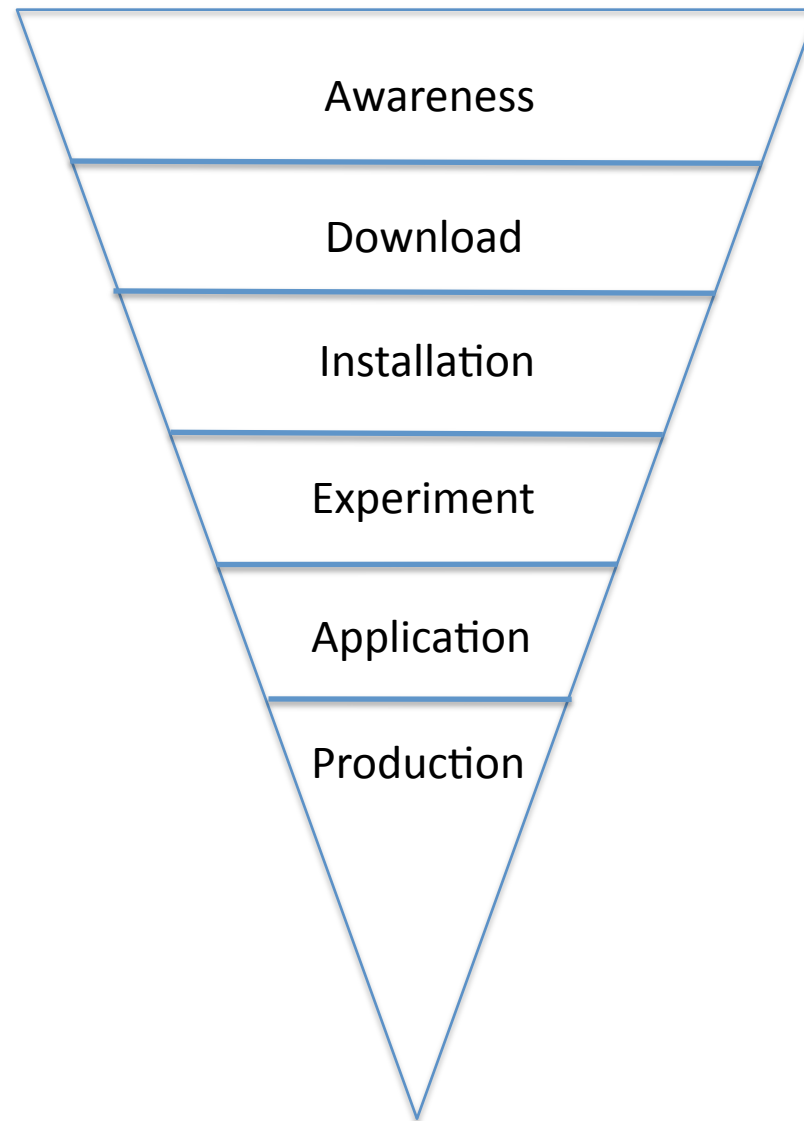 Awareness
Download
Installation
Experiment
Application
Production